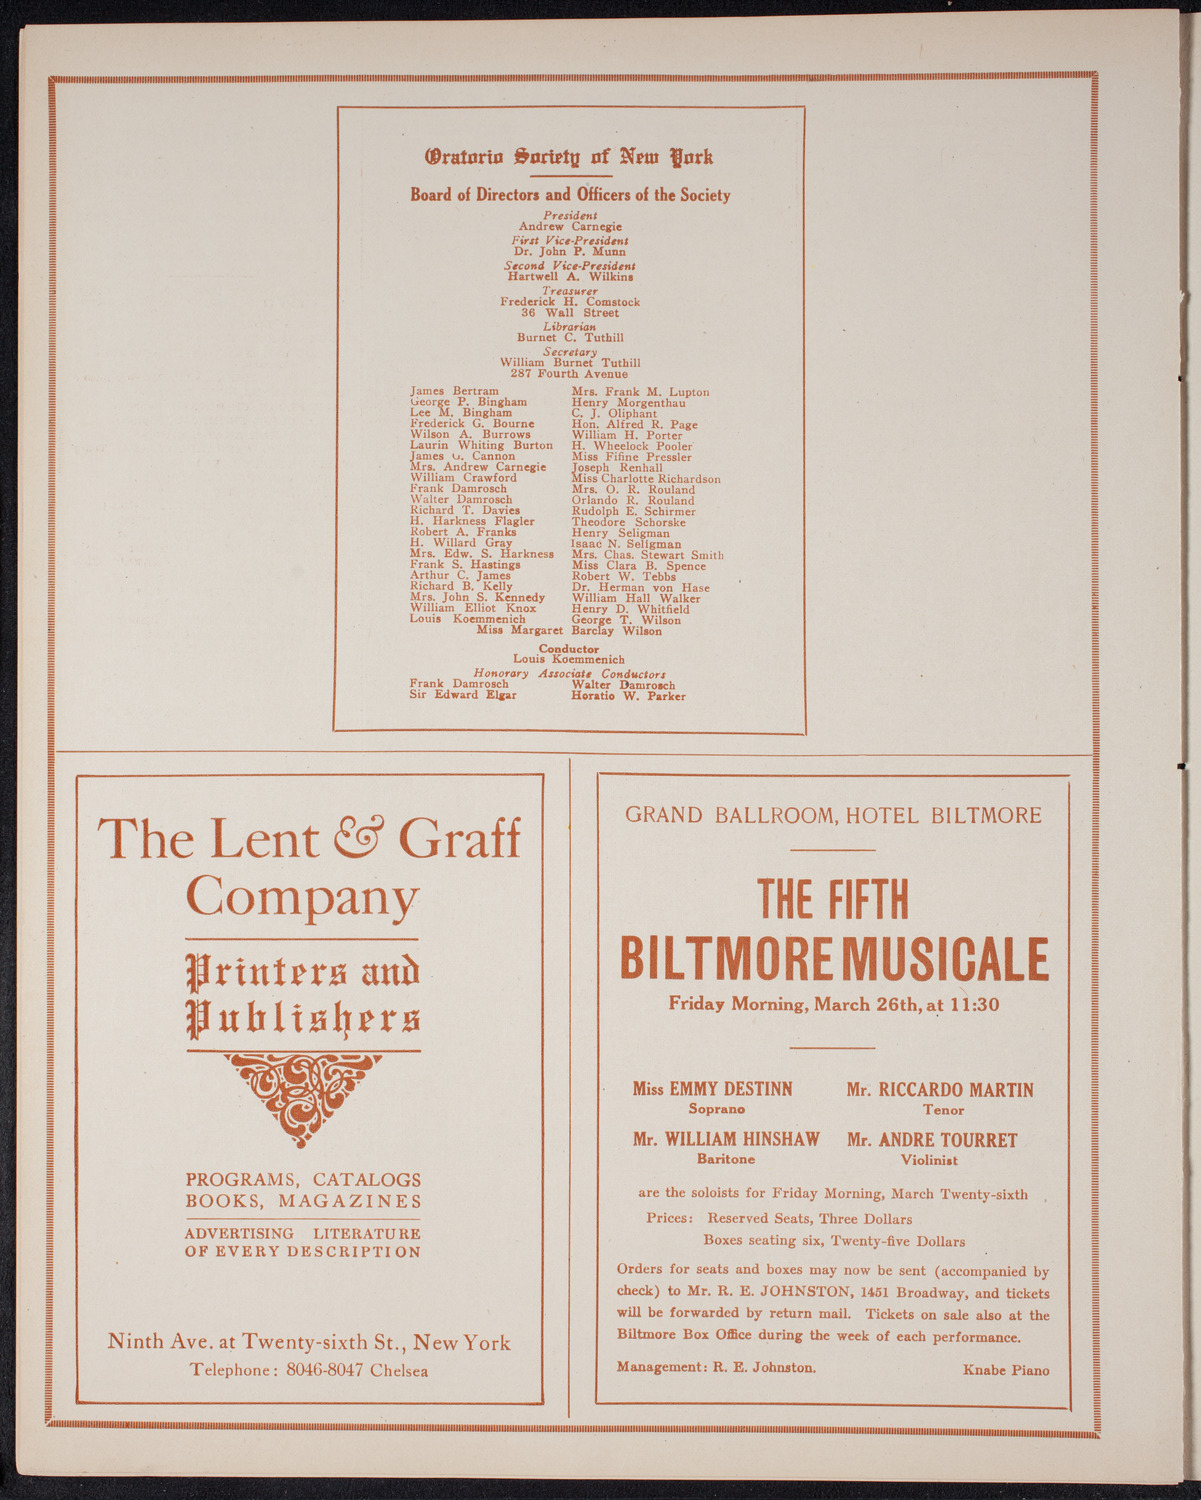 Oratorio Society of New York
Board of Directors and Officers of the Society
President
Andrew Carnegie
First Vice-President
Dr. John P. Munn
Second Vice-President
Hartwell A. Wilkins
Treasurer
Frederick H. Comstock
36 Wall Street
Librarian
Burnet C. Tuthill
Secretary
William Burnet Tuthill
287 Fourth Avenue
James Bertram
George P. Bingham
Lee M. Bingham
Frederick G. Bourne
Wilson A. Burrows
Laurin Whiting Burton
James G. Cannon
Mrs. Andrew Carnegie
William Crawford
Frank Damrosch
Walter Damrosch
Richard T. Davies
H. Harkness Flagler
Robert A. Franks
H. Willard Gray
Mrs. Edw. S. Harkness
Frank S. Hastings
Arthur C. James
Richard B. Kelly
Mrs. John S. Kennedy
William Elliot Knox
Louis Koemmenich
Mrs. Frank M. Lupton
Henry Morgenthau
C. J. Oliphant
Hon. Alfred R. Page
William H. Porter
H. Wheelock Pooler
Miss Fifine Pressler
Joseph Renhall
Miss Charlotte Richardson
Mrs. O. R. Rouland
Orlando R. Rouland
Rudolph E. Schirmer
Theodore Schorske
Henry Seligman
Isaac N. Seligman
Mrs. Chas. Stewart Smith
Miss Clara B. Spence
Robert W. Tebbs
Dr. Herman von Hase
William Hall Walker
Henry D. Whitfield
George T. Wilson
Miss Margaret Barclay Wilson
Conductor
Louis Koemmenich
Honorary Associate Conductors
Frank Damrosch Walter Damrosch
Sir Edward Elgar Horatio W. Parker
The Lent & Graff
Company
Printers and
Publishers
PROGRAMS, CATALOGS
BOOKS, MAGAZINES
ADVERTISING LITERATURE
OF EVERY DESCRIPTION
Ninth Ave. at Twenty-sixth St., New York
Telephone: 8046-8047 Chelsea
GRAND BALLROOM, HOTEL BILTMORE
THE FIFTH
BILTMORE MUSICALE
Friday Morning, March 26th, at 11:30
Miss EMMY DESTINN
Soprano
Mr. RICCARDO MARTIN
Tenor
Mr. WILLIAM HINSHAW
Baritone
Mr. ANDRE TOURRET
Violinist
are the soloists for Friday Morning, March Twenty-sixth
Prices: Reserved Seats, Three Dollars
Boxes seating six, Twenty-five Dollars
Orders for seats and boxes may now be sent (accompanied by
check) to Mr. R. E. JOHNSTON, 1451 Broadway, and tickets
will be forwarded by return mail. Tickets on sale also at the
Biltmore Box Office during the week of each performance.
Management: R. E. Johnston. Knabe Piano